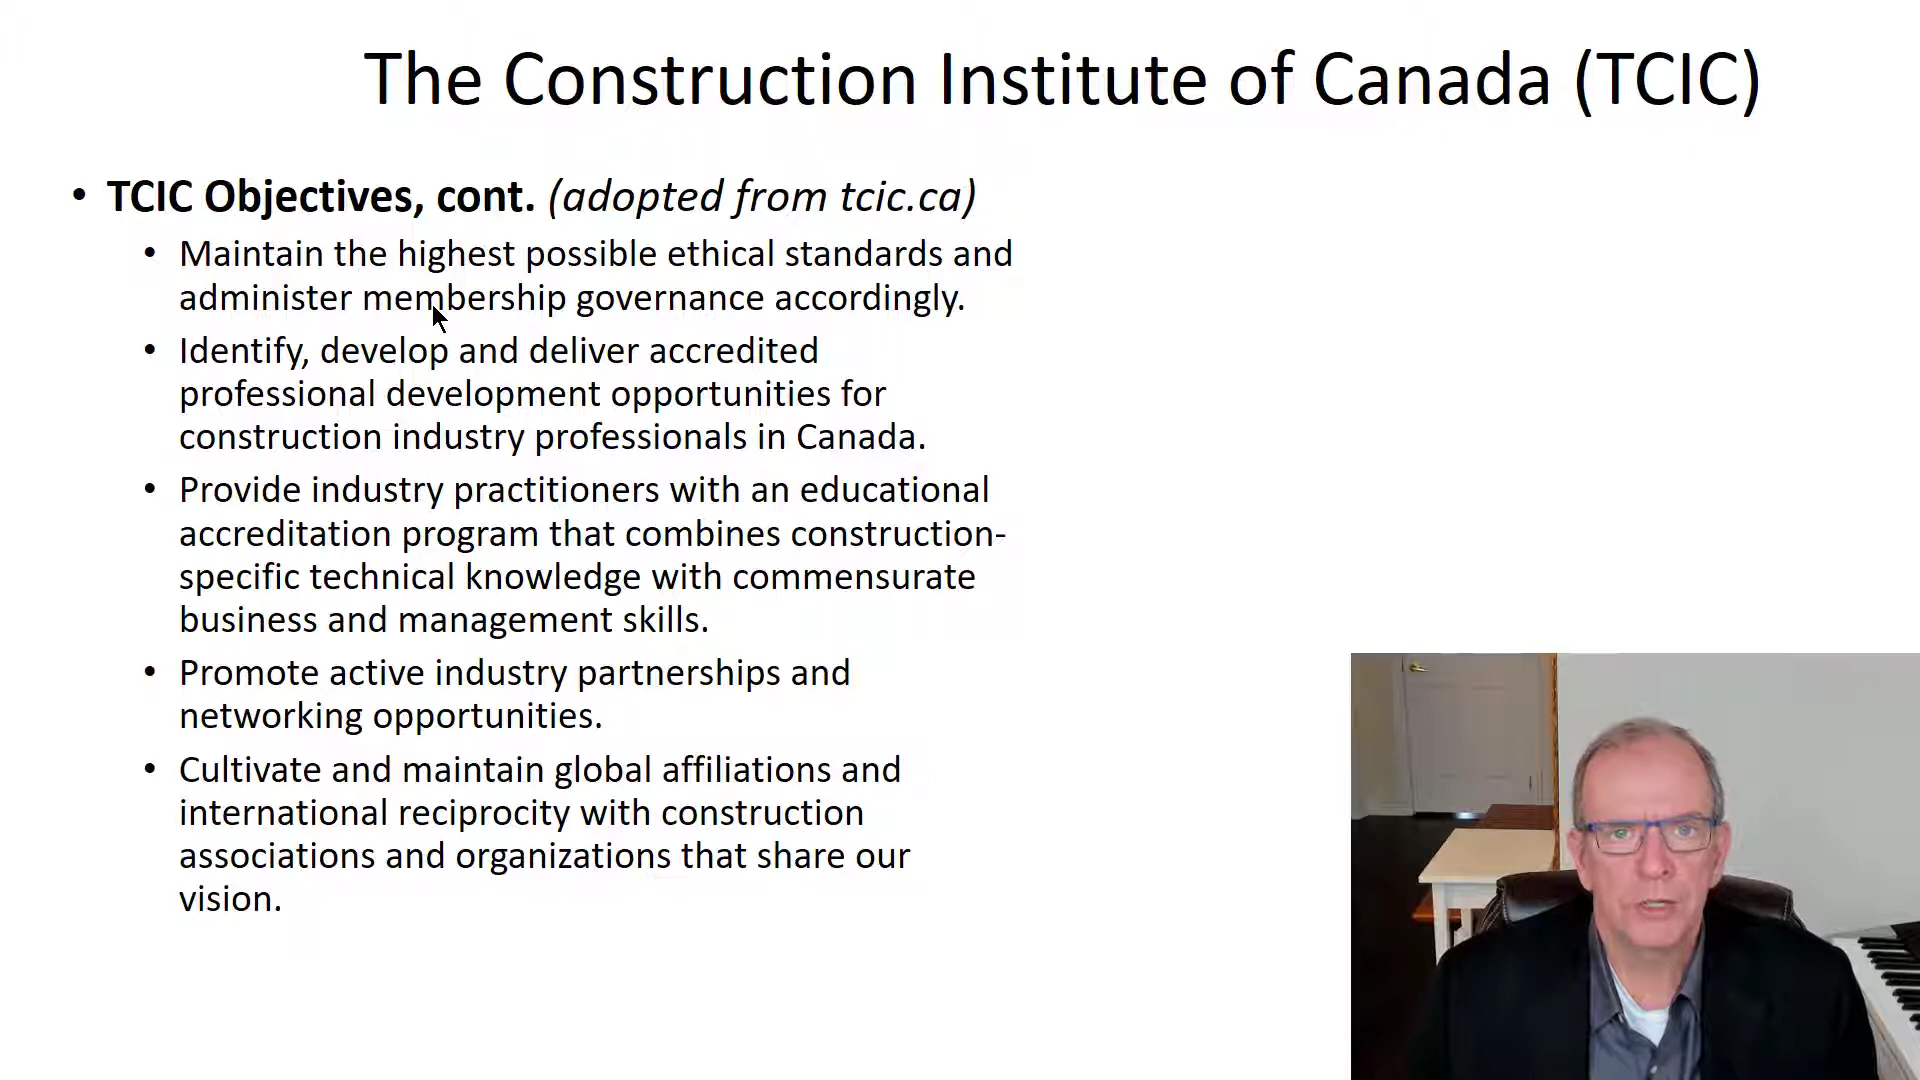 The Construction Institute of Canada (TCIC)
• TCIC Objectives, cont. (adopted from tcic.ca)
• Maintain the highest possible ethical standards and
administer membership governance accordingly.
• Identify, develop and deliver accredited
professional development opportunities for
construction industry professionals in Canada.
• Provide industry practitioners with an educational
accreditation program that combines construction-
specific technical knowledge with commensurate
business and management skills.
• Promote active industry partnerships and
networking opportunities.
• Cultivate and maintain global affiliations and
international reciprocity with construction
associations and organizations that share our
vision.